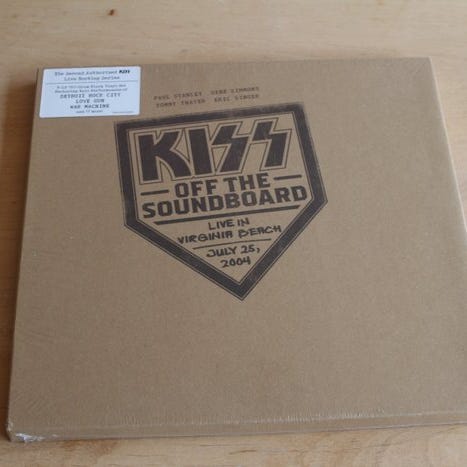 The Second Authorized KISS
Live Bootleg Series
DETROIT ROCK CITY
LOVE GUN
WAR MACHINE
PAUL STANLEY GENE SIMMONS
TOMMY THAYER ERIC SINGER
KISS
OFF THE
SOUNDBOARD
LIVE IN
VIRGINIA BEACH
JULY 25,
2004